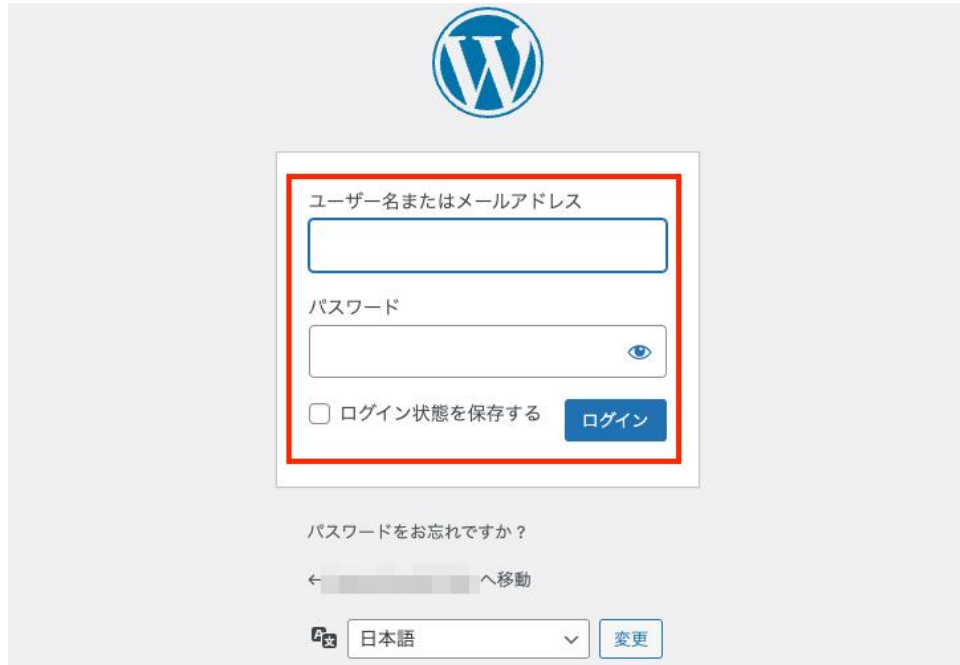 ユーザー名またはメールアドレス
パスワード
ログイン状態を保存する
ログイン
パスワードをお忘れですか？
← へ移動
日本語
変更